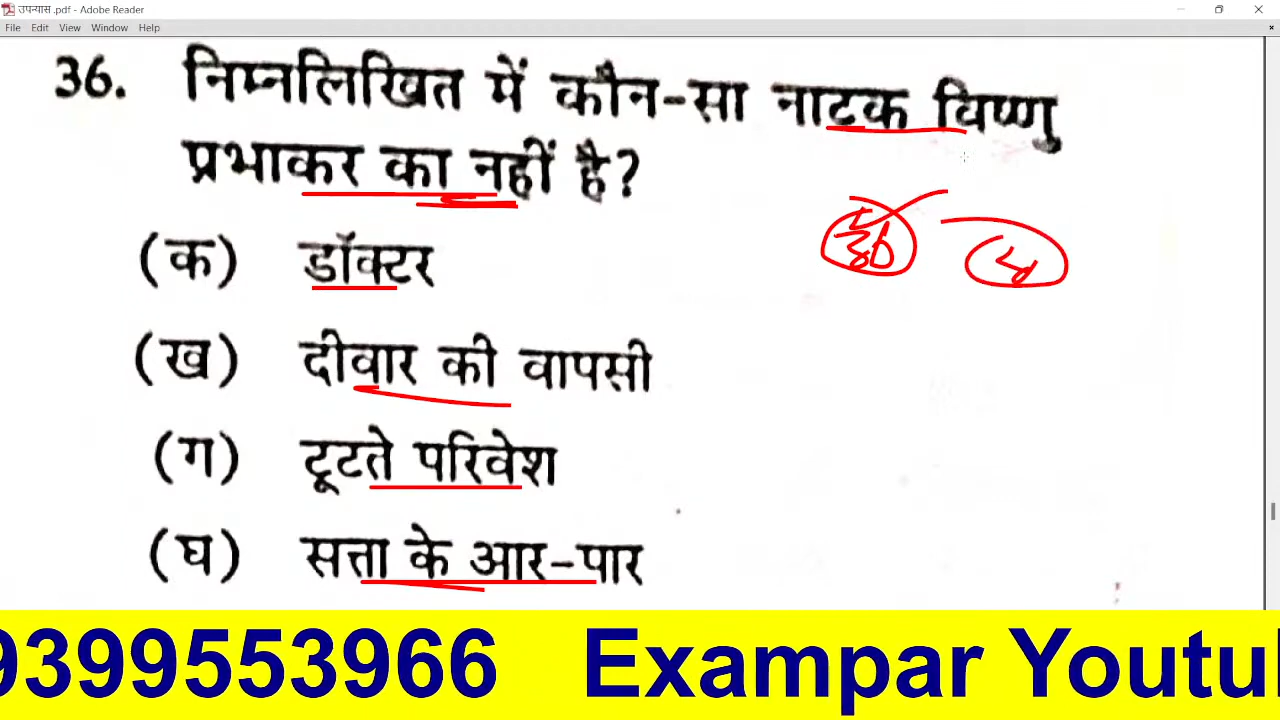 उपन्यास .pdf - Adobe Reader
File Edit View Window Help
36. निम्नलिखित में कौन-सा नाटक विष्णु
प्रभाकर का नहीं है?
(क) डॉक्टर
(ख) दीवार की वापसी
(ग) टूटते परिवेश
(घ) सत्ता के आर-पार
9399553966 Exampar Youtu